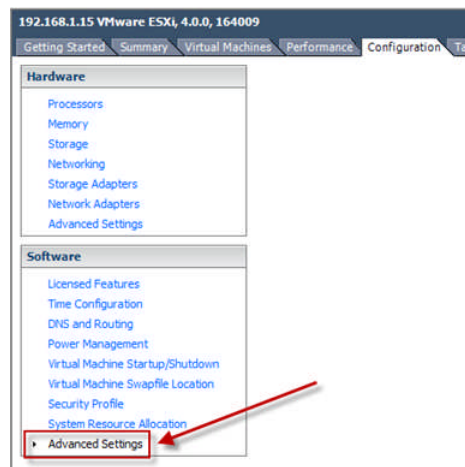 192.168.1.15 VMware ESXi, 4.0.0, 164009
Getting Started Summary Virtual Machines Performance Configuration Ta
Hardware
Processors
Memory
Storage
Networking
Storage Adapters
Network Adapters
Advanced Settings
Software
Licensed Features
Time Configuration
DNS and Routing
Power Management
Virtual Machine Startup/Shutdown
Virtual Machine Swapfile Location
Security Profile
System Resource Allocation
Advanced Settings